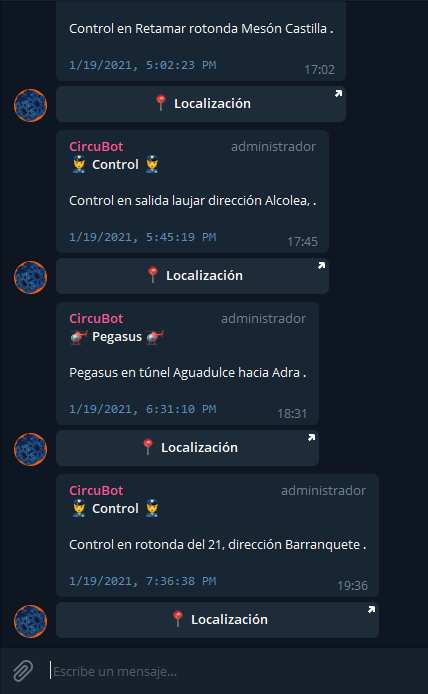 Control en Retamar rotonda Mesón Castilla .
1/19/2021, 5:02:23 PM
17:02
Localización
CircuBot administrador
Control
Control en salida laujar dirección Alcolea, .
1/19/2021, 5:45:19 PM
17:45
Localización
CircuBot administrador
Pegasus
Pegasus en túnel Aguadulce hacia Adra .
1/19/2021, 6:31:10 PM
18:31
Localización
CircuBot administrador
Control
Control en rotonda del 21, dirección Barranquete .
1/19/2021, 7:36:38 PM
19:36
Localización
Escribe un mensaje...